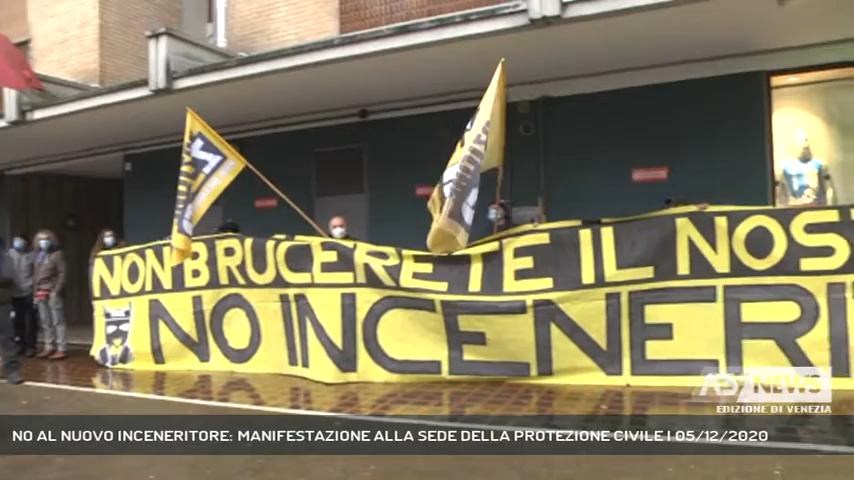 NON BRUCERETE IL NOS
NO INCENERI
A3 NEWS
EDIZIONE DI VENEZIA
NO AL NUOVO INCENERITORE: MANIFESTAZIONE ALLA SEDE DELLA PROTEZIONE CIVILE | 05/12/2020